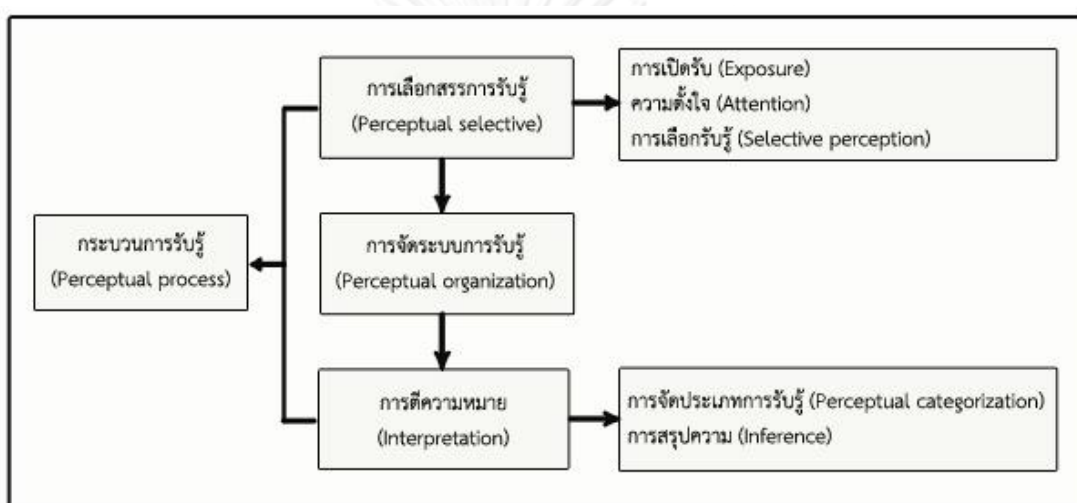 การเลือกสรรการรับรู้
(Perceptual selective)
การเปิดรับ (Exposure)
ความตั้งใจ (Attention)
การเลือกรับรู้ (Selective perception)
กระบวนการรับรู้
(Perceptual process)
การจัดระบบการรับรู้
(Perceptual organization)
การตีความหมาย
(Interpretation)
การจัดประเภทการรับรู้ (Perceptual categorization)
การสรุปความ (Inference)